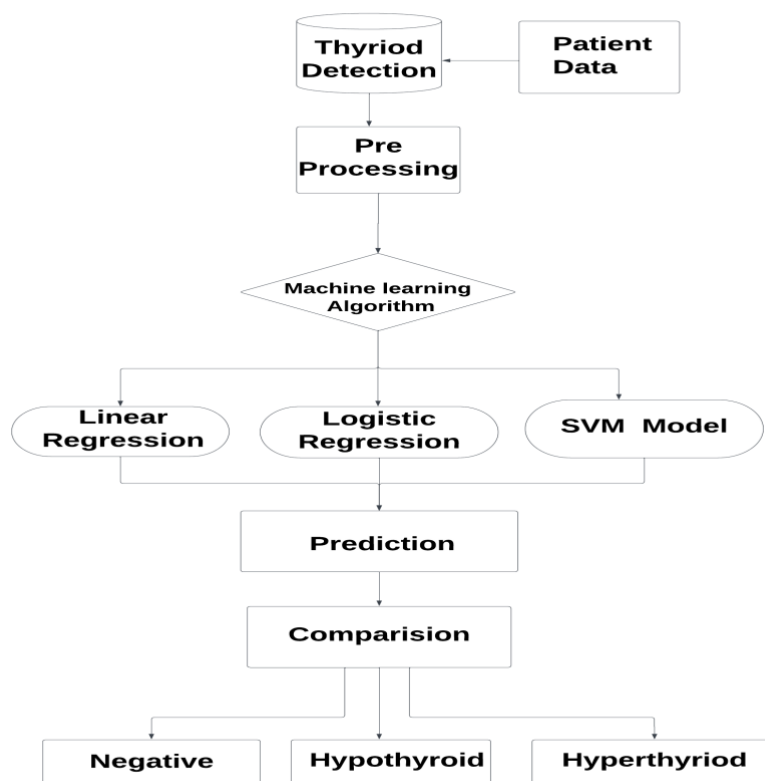 Thyriod
Detection
Patient
Data
Pre
Processing
Machine learning
Algorithm
Linear
Regression
Logistic
Regression
SVM Model
Prediction
Comparision
Negative
Hypothyroid
Hyperthyriod